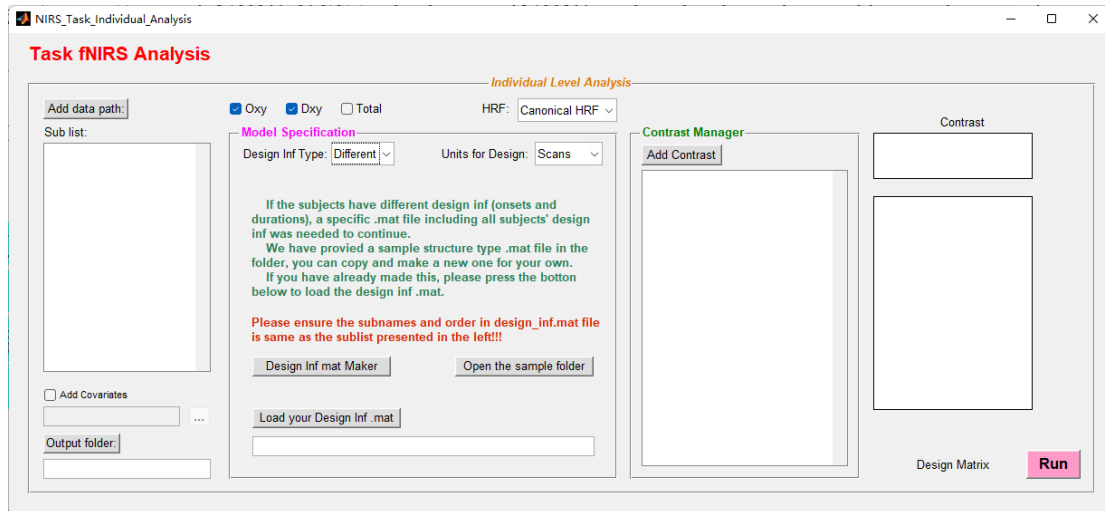 NIRS_Task_Individual_Analysis
Task fNIRS Analysis
Individual Level Analysis
Add data path:
Oxy
Dxy
Total
HRF:
Canonical HRF
Sub list:
Model Specification
Design Inf Type:
Different
Units for Design:
Scans
If the subjects have different design inf (onsets and
durations), a specific .mat file including all subjects' design
inf was needed to continue.
We have provied a sample structure type .mat file in the
folder, you can copy and make a new one for your own.
If you have already made this, please press the botton
below to load the design inf .mat.
Please ensure the subnames and order in design_inf.mat file
is same as the sublist presented in the left!!!
Design Inf mat Maker
Open the sample folder
Load your Design Inf .mat
Add Covariates
...
Output folder:
Contrast Manager
Add Contrast
Contrast
Design Matrix
Run